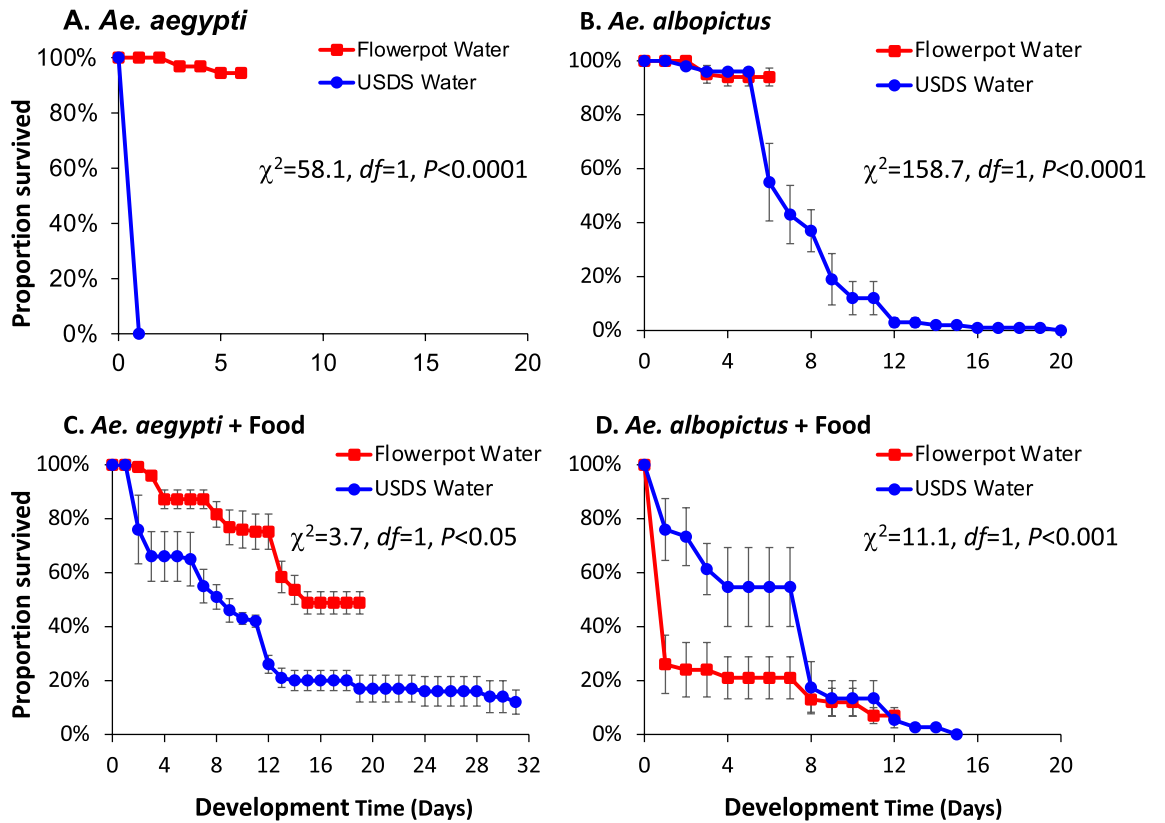 A. Ae. aegypti
Flowerpot Water
USDS Water
100%
80%
60%
40%
20%
0%
χ²=58.1, df=1, P<0.0001
Proportion survived
0 5 10 15 20
B. Ae. albopictus
Flowerpot Water
USDS Water
100%
80%
60%
40%
20%
0%
χ²=158.7, df=1, P<0.0001
0 4 8 12 16 20
C. Ae. aegypti + Food
Flowerpot Water
USDS Water
100%
80%
60%
40%
20%
0%
χ²=3.7, df=1, P<0.05
Proportion survived
0 4 8 12 16 20 24 28 32
Development Time (Days)
D. Ae. albopictus + Food
Flowerpot Water
USDS Water
100%
80%
60%
40%
20%
0%
χ²=11.1, df=1, P<0.001
0 4 8 12 16 20
Development Time (Days)